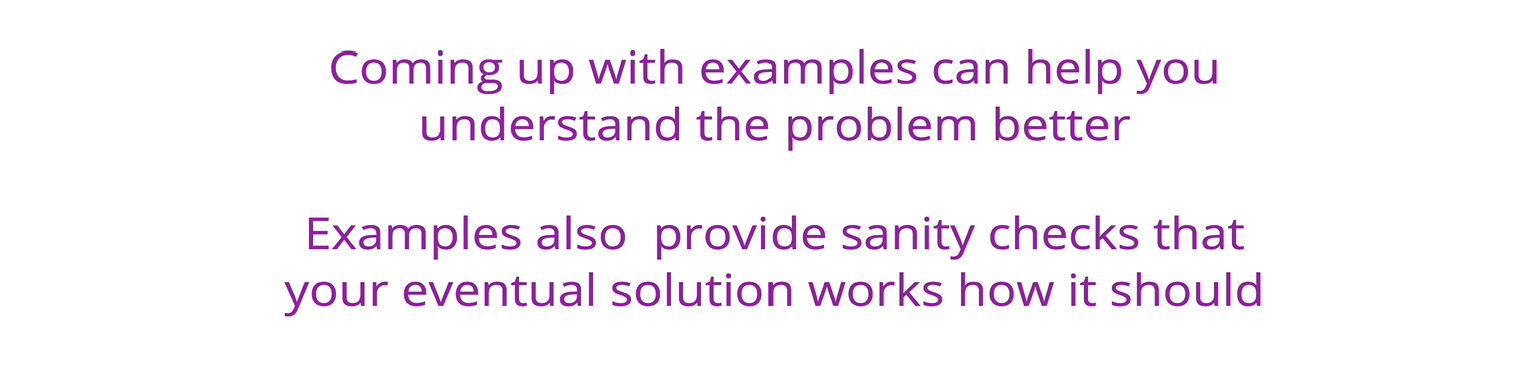 Coming up with examples can help you
understand the problem better
Examples also  provide sanity checks that
your eventual solution works how it should